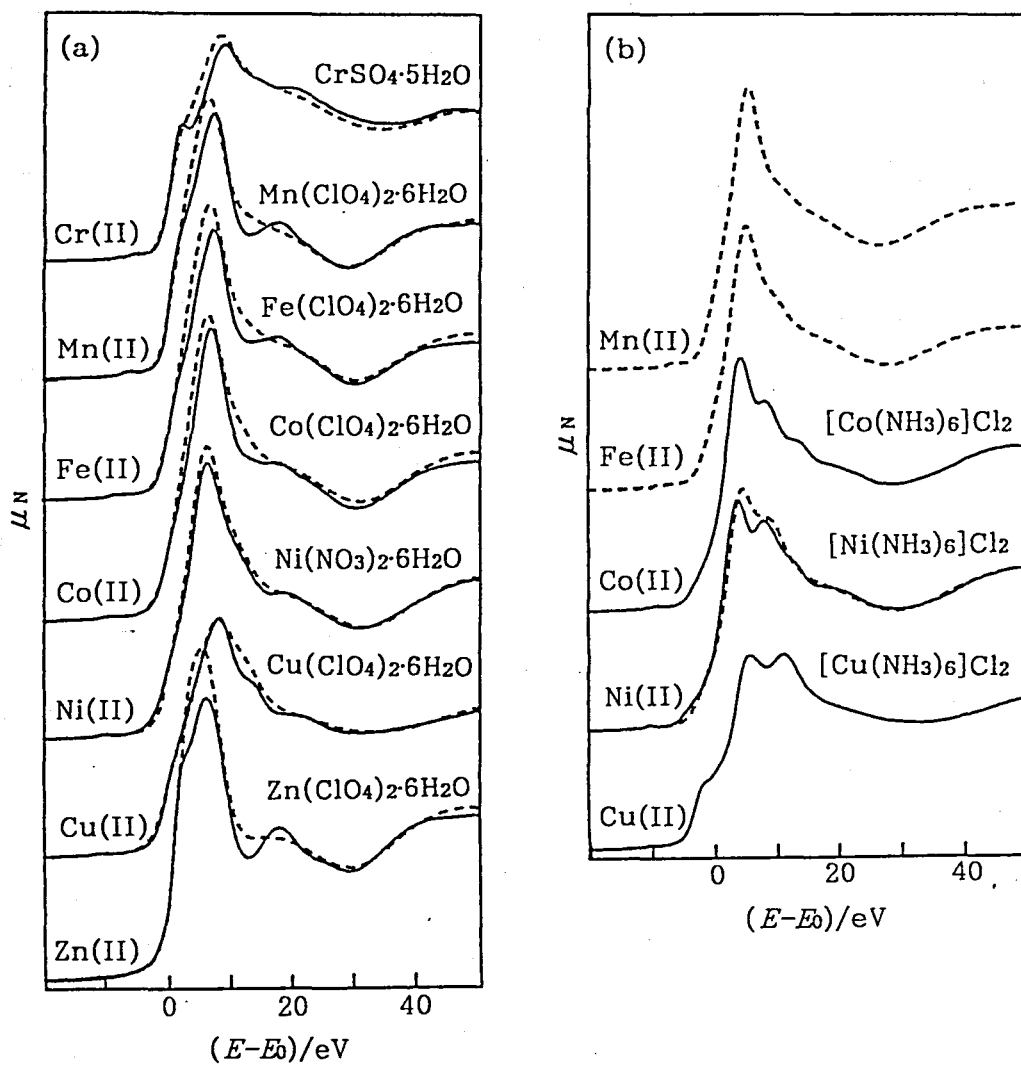 (a)
CrSO4·5H2O
Mn(ClO4)2·6H2O
Cr(II)
Fe(ClO4)2·6H2O
Mn(II)
Co(ClO4)2·6H2O
Fe(II)
μN
Ni(NO3)2·6H2O
Co(II)
Cu(ClO4)2·6H2O
Ni(II)
Zn(ClO4)2·6H2O
Cu(II)
Zn(II)
0 20 40
(E-E0)/eV
(b)
Mn(II)
[Co(NH3)6]Cl2
μN
Fe(II)
[Ni(NH3)6]Cl2
Co(II)
[Cu(NH3)6]Cl2
Ni(II)
Cu(II)
0 20 40
(E-E0)/eV